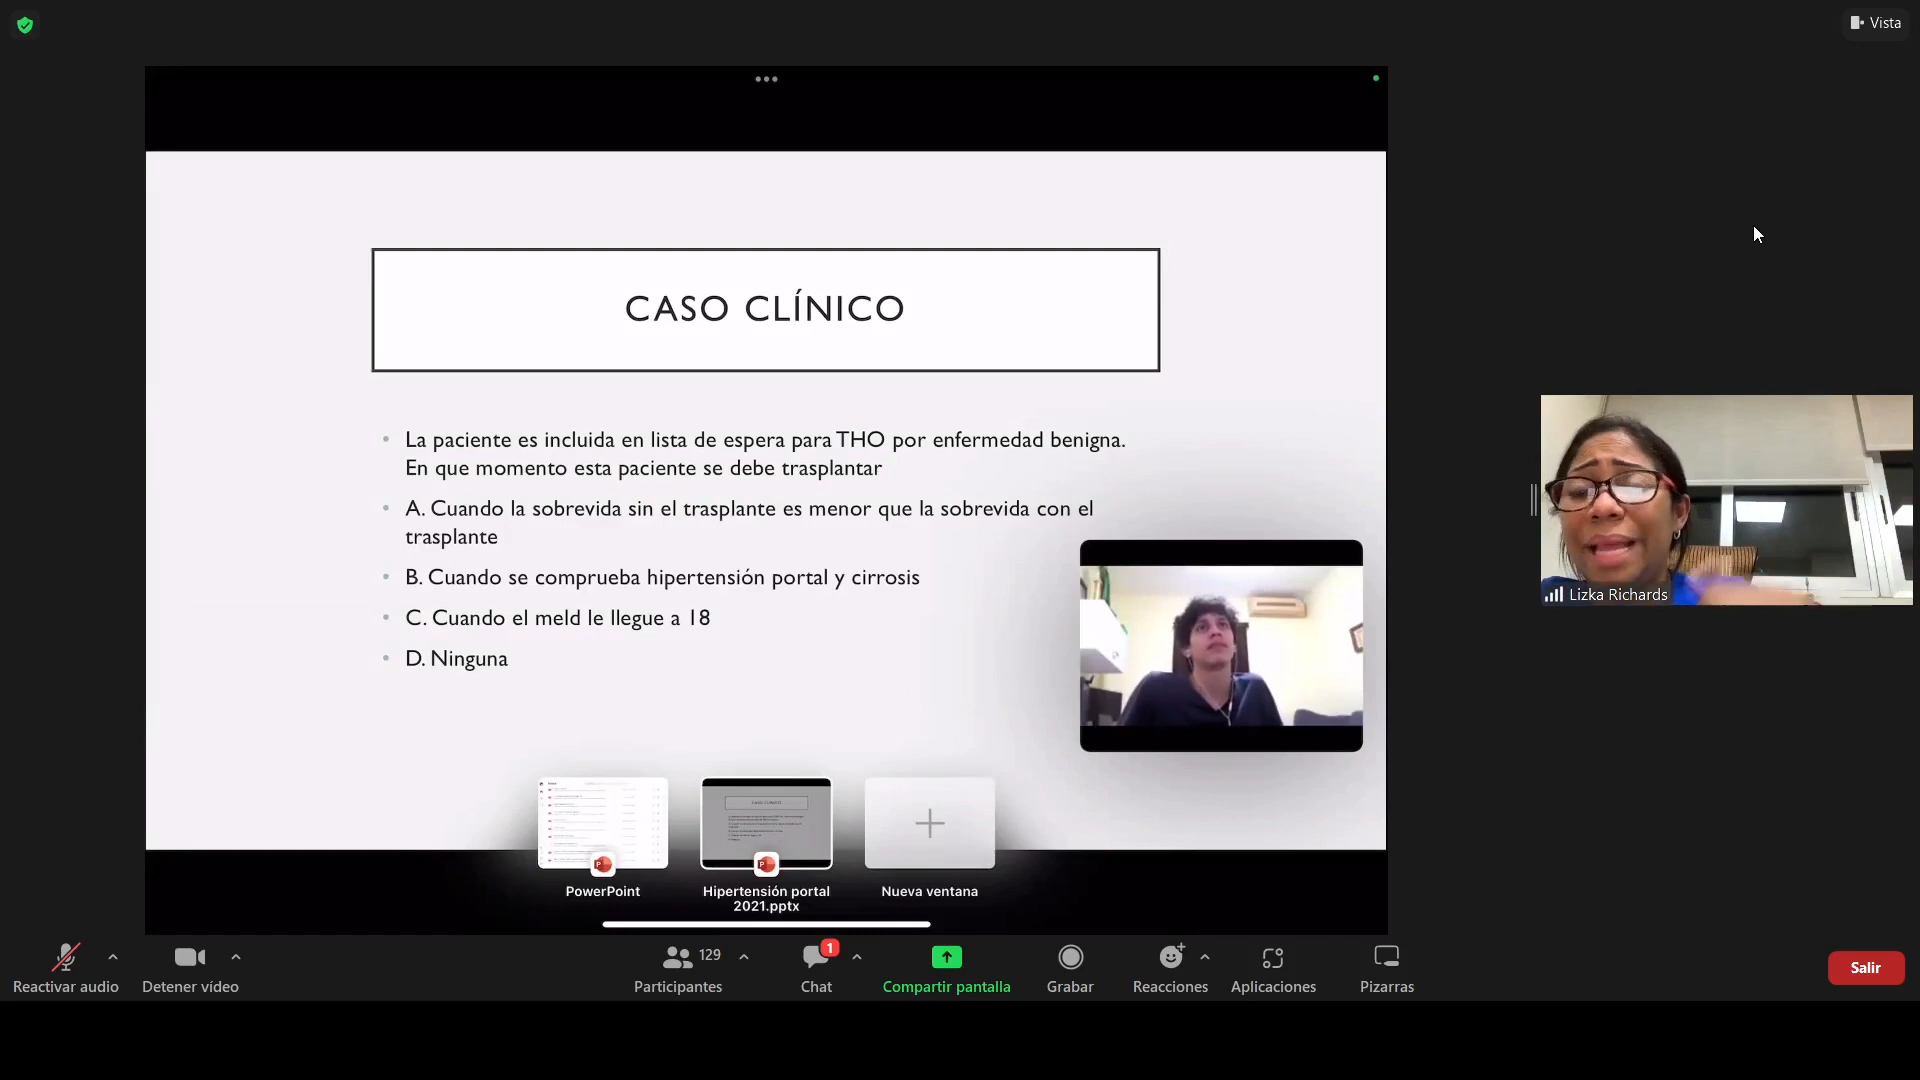 Vista
CASO CLÍNICO
• La paciente es incluida en lista de espera para THO por enfermedad benigna.
En que momento esta paciente se debe trasplantar
• A. Cuando la sobrevida sin el trasplante es menor que la sobrevida con el
trasplante
• B. Cuando se comprueba hipertensión portal y cirrosis
• C. Cuando el meld le llegue a 18
• D. Ninguna
Lizka Richards
PowerPoint
Hipertensión portal
2021.pptx
Nueva ventana
Reactivar audio
Detener vídeo
129
Participantes
1
Chat
Compartir pantalla
Grabar
Reacciones
Aplicaciones
Pizarras
Salir